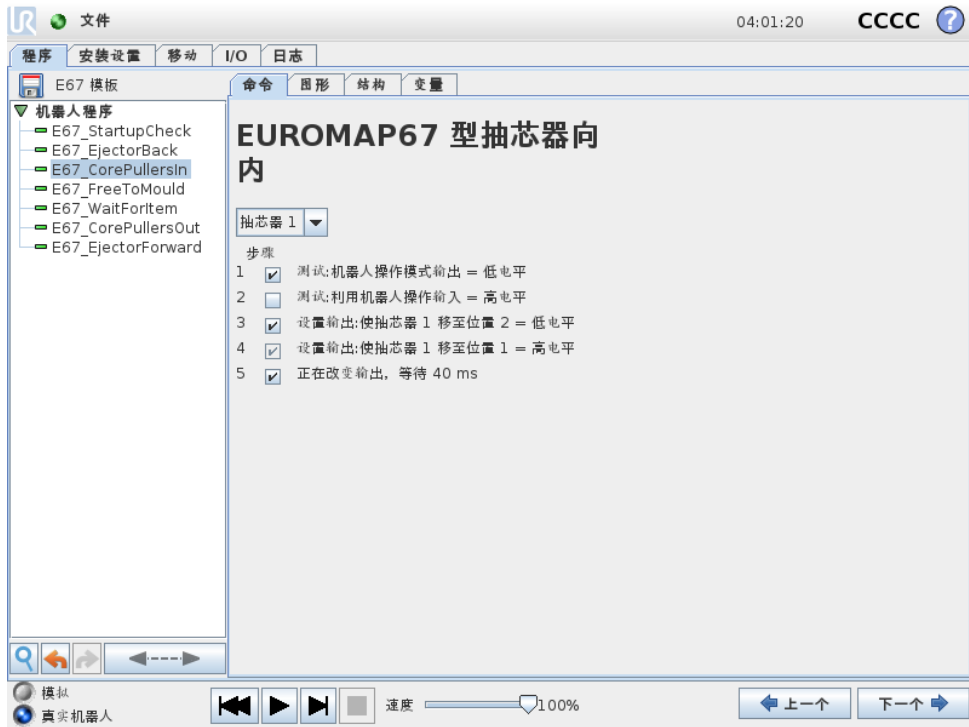 UR 文件 04:01:20 CCCC ?
程序 安装设置 移动 I/O 日志
E67 模板
命令 图形 结构 变量
机器人程序
E67_StartupCheck
E67_EjectorBack
E67_CorePullersIn
E67_FreeToMould
E67_WaitForItem
E67_CorePullersOut
E67_EjectorForward
EUROMAP67 型抽芯器向
内
抽芯器 1
步骤
1 测试:机器人操作模式输出 = 低电平
2 测试:利用机器人操作输入 = 高电平
3 设置输出:使抽芯器 1 移至位置 2 = 低电平
4 设置输出:使抽芯器 1 移至位置 1 = 高电平
5 正在改变输出，等待 40 ms
模拟
真实机器人
速度 100%
上一个 下一个